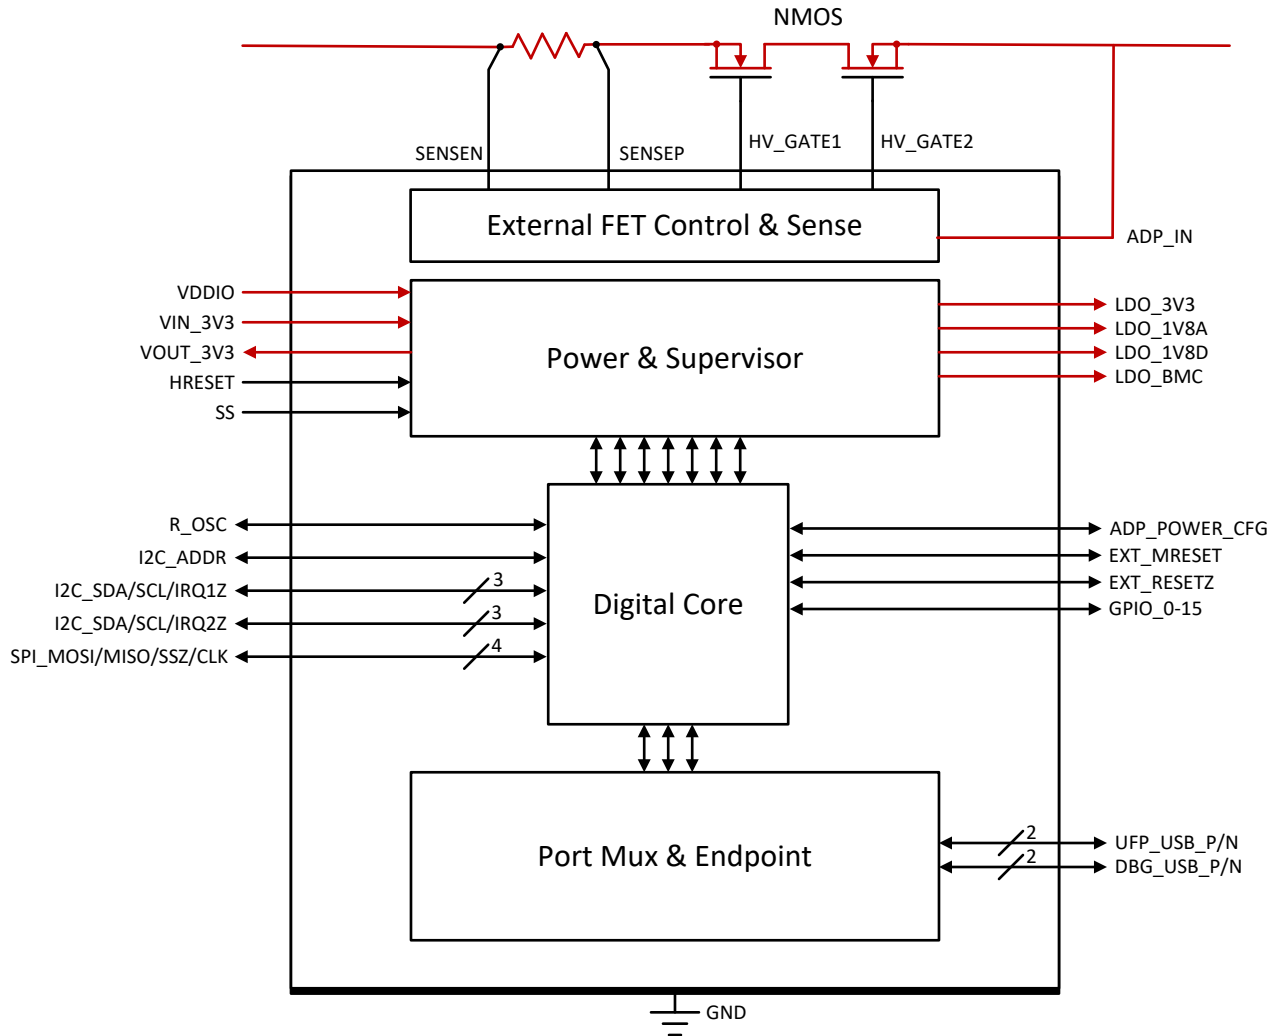 NMOS
HV_GATE1
HV_GATE2
SENSEN
SENSEP
External FET Control & Sense
ADP_IN
VDDIO
VIN_3V3
VOUT_3V3
HRESET
SS
Power & Supervisor
LDO_3V3
LDO_1V8A
LDO_1V8D
LDO_BMC
R_OSC
I2C_ADDR
I2C_SDA/SCL/IRQ1Z
3
I2C_SDA/SCL/IRQ2Z
3
SPI_MOSI/MISO/SSZ/CLK
4
Digital Core
ADP_POWER_CFG
EXT_MRESET
EXT_RESETZ
GPIO_0-15
Port Mux & Endpoint
2
UFP_USB_P/N
2
DBG_USB_P/N
GND